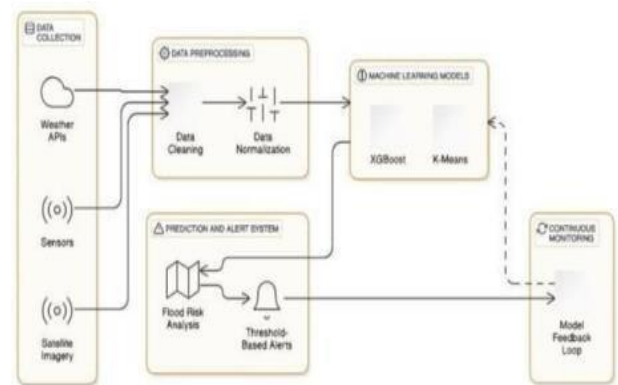 DATA
COLLECTION
Weather
APIs
Sensors
Satellite
Imagery
DATA PREPROCESSING
Data
Cleaning
Data
Normalization
MACHINE LEARNING MODELS
XGBoost
K-Means
PREDICTION AND ALERT SYSTEM
Flood Risk
Analysis
Threshold-
Based Alerts
CONTINUOUS
MONITORING
Model
Feedback
Loop